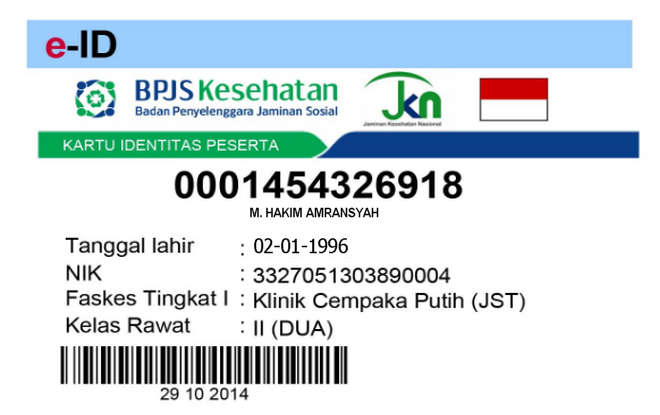 e-ID
BPJS Kesehatan
Badan Penyelenggara Jaminan Sosial
Jkn
Jaminan Kesehatan Nasional
KARTU IDENTITAS PESERTA
0001454326918
M. HAKIM AMRANSYAH
Tanggal lahir : 02-01-1996
NIK : 3327051303890004
Faskes Tingkat I : Klinik Cempaka Putih (JST)
Kelas Rawat : II (DUA)
29 10 2014